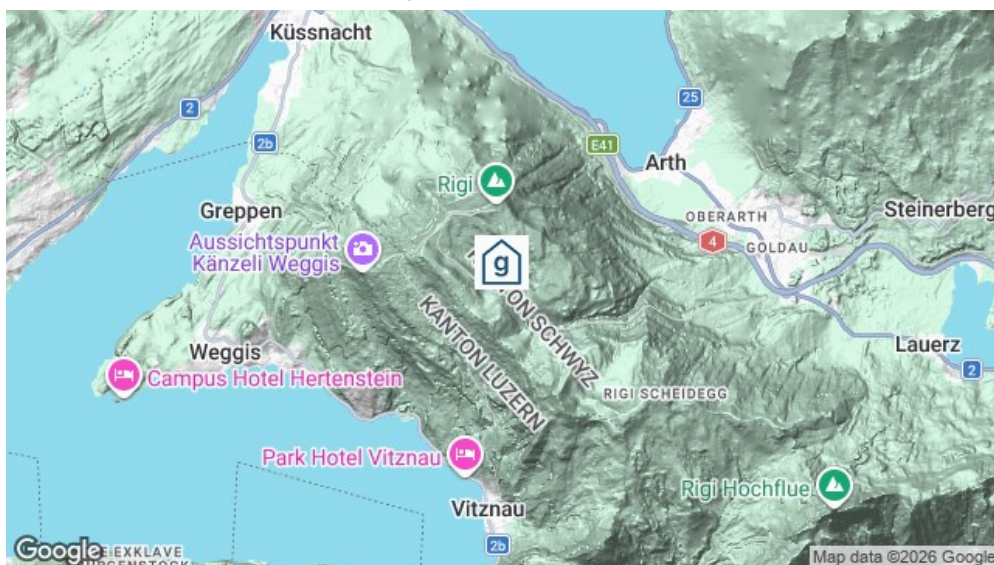 Küssnacht
2
25
2b
E41
Arth
Rigi
OBERARTH
Steinerberg
Greppen
4
GOLDAU
Aussichtspunkt
Känzeli Weggis
g
KANTON SCHWYZ
KANTON LUZERN
Weggis
Lauerz
2
Campus Hotel Hertenstein
RIGI SCHEIDEGG
Park Hotel Vitznau
Rigi Hochflue
Vitznau
2b
Google
EXKLAVE
Map data ©2026 Google